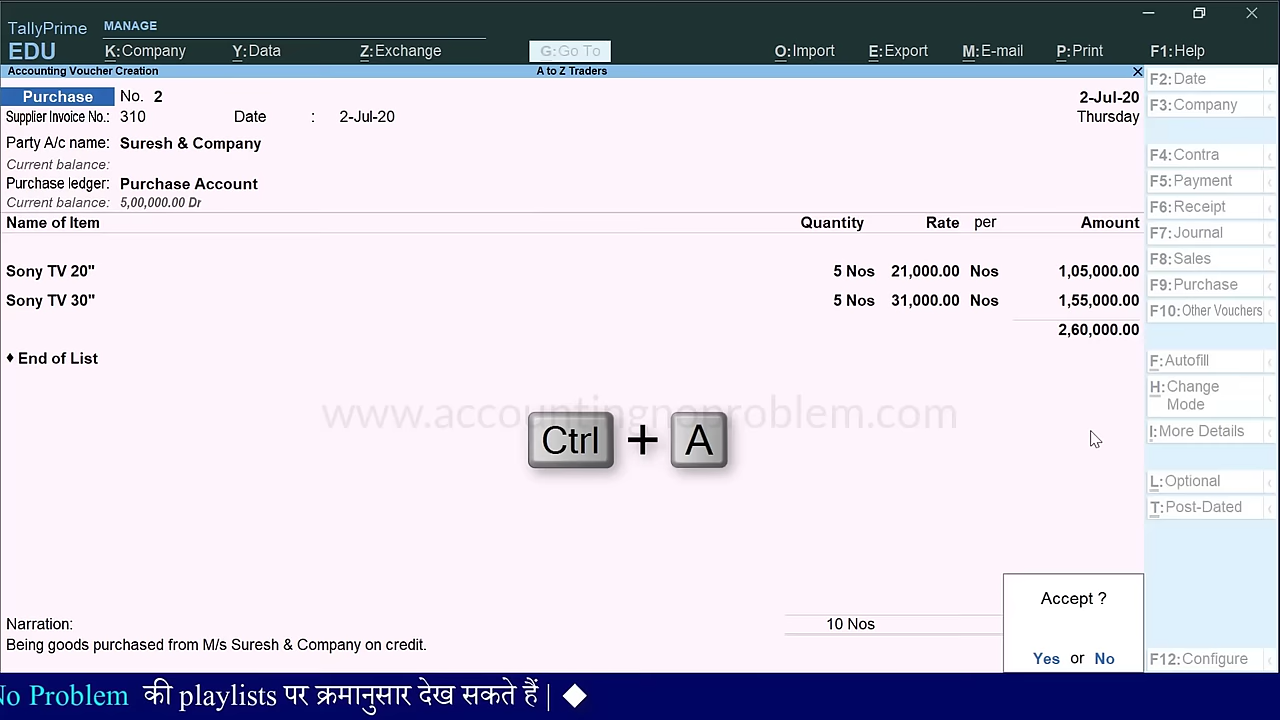 TallyPrime MANAGE
EDU K:Company Y:Data Z:Exchange G:Go To O:Import E:Export M:E-mail P:Print F1:Help
Accounting Voucher Creation A to Z Traders
Purchase No. 2 2-Jul-20
Supplier Invoice No.: 310 Date : 2-Jul-20 Thursday
Party A/c name: Suresh & Company
Current balance:
Purchase ledger: Purchase Account
Current balance: 5,00,000.00 Dr
Name of Item Quantity Rate per Amount
Sony TV 20" 5 Nos 21,000.00 Nos 1,05,000.00
Sony TV 30" 5 Nos 31,000.00 Nos 1,55,000.00
2,60,000.00
♦ End of List
www.accountingnoproblem.com
Ctrl + A
Narration: 10 Nos
Being goods purchased from M/s Suresh & Company on credit.
Accept ?
Yes or No
F2:Date
F3:Company
F4:Contra
F5:Payment
F6:Receipt
F7:Journal
F8:Sales
F9:Purchase
F10:Other Vouchers
F:Autofill
H:Change
Mode
I:More Details
L:Optional
T:Post-Dated
F12:Configure
No Problem की playlists पर क्रमानुसार देख सकते हैं | ◆